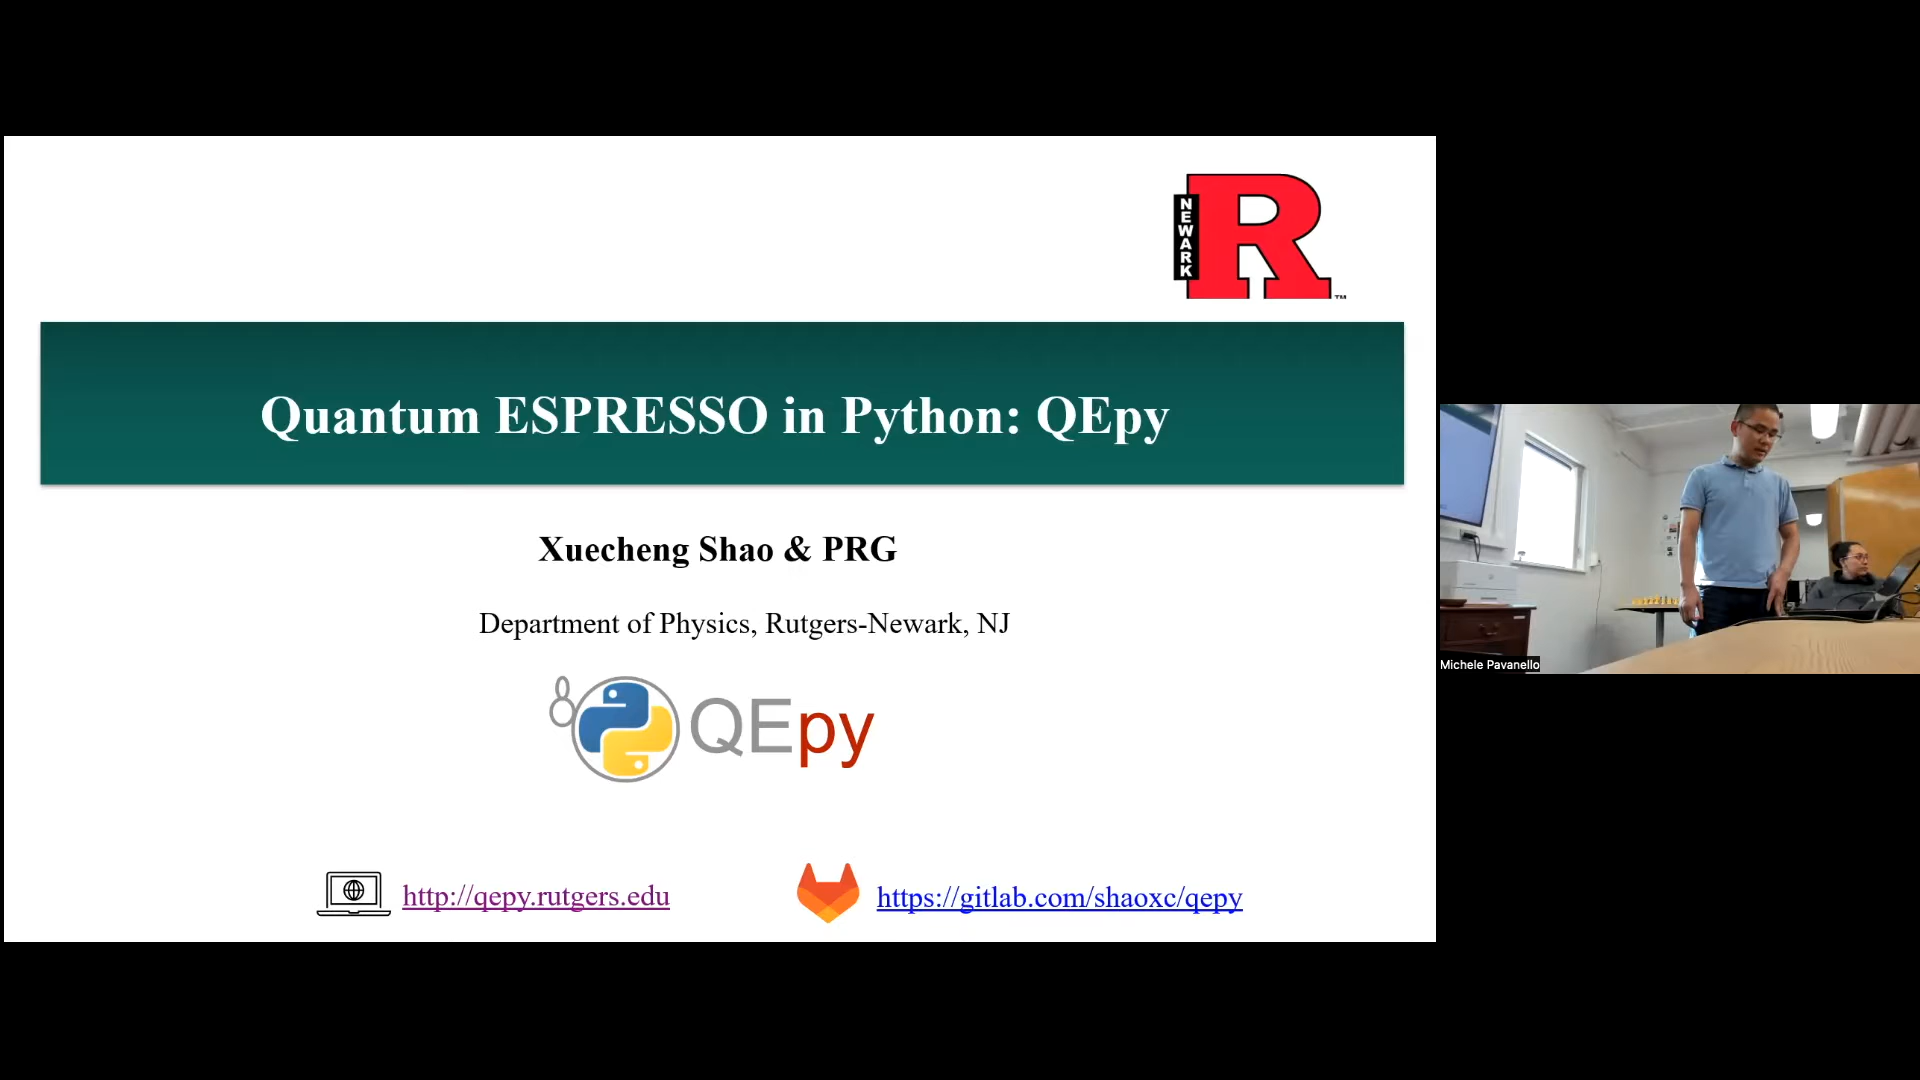 NEWARK
R
TM
Quantum ESPRESSO in Python: QEpy
Xuecheng Shao & PRG
Department of Physics, Rutgers-Newark, NJ
QEpy
http://qepy.rutgers.edu
https://gitlab.com/shaoxc/qepy
Michele Pavanello